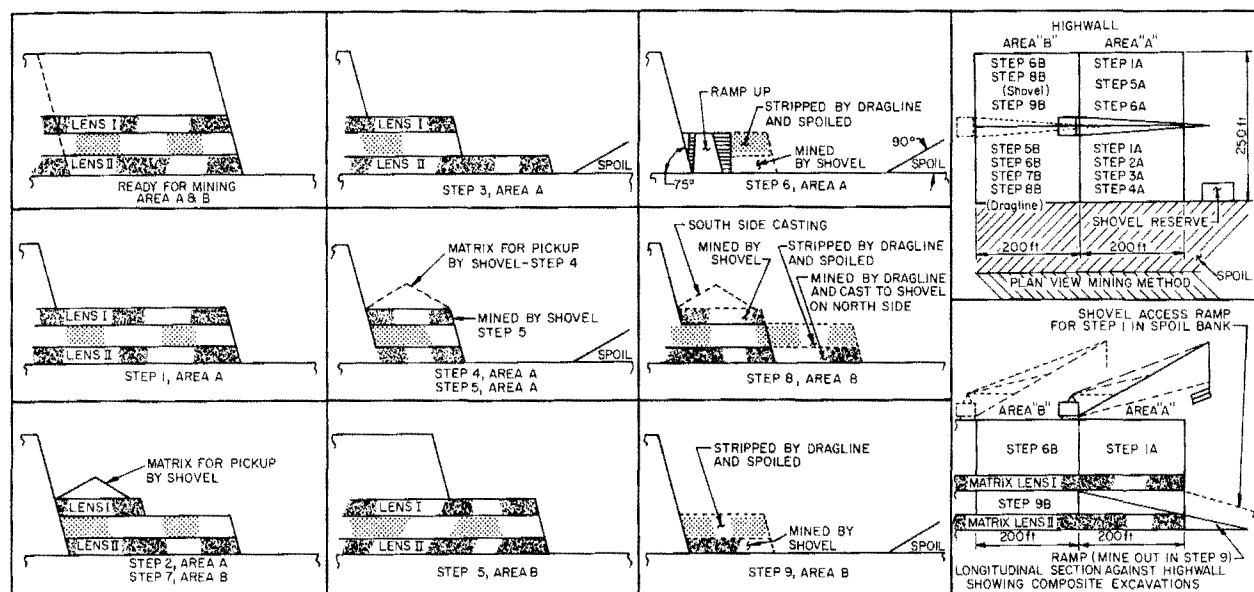 LENS I
LENS II
READY FOR MINING
AREA A & B
LENS I
LENS II
SPOIL
STEP 3, AREA A
RAMP UP
STRIPPED BY DRAGLINE
AND SPOILED
90°
MINED
BY SHOVEL
SPOIL
75°
STEP 6, AREA A
LENS I
LENS II
STEP 1, AREA A
MATRIX FOR PICKUP
BY SHOVEL-STEP 4
MINED BY SHOVEL
STEP 5
SPOIL
STEP 4, AREA A
STEP 5, AREA A
SOUTH SIDE CASTING
MINED BY
SHOVEL
STRIPPED BY DRAGLINE
AND SPOILED
MINED BY DRAGLINE
AND CAST TO SHOVEL
ON NORTH SIDE
STEP 8, AREA B
MATRIX FOR PICKUP
BY SHOVEL
LENS I
LENS II
STEP 2, AREA A
STEP 7, AREA B
LENS I
LENS II
STEP 5, AREA B
STRIPPED BY DRAGLINE
AND SPOILED
MINED BY
SHOVEL
SPOIL
STEP 9, AREA B
HIGHWALL
AREA "B" AREA "A"
STEP 6B STEP 1A
STEP 8B
(Shovel) STEP 5A
STEP 9B STEP 6A
STEP 5B STEP 1A
STEP 6B STEP 2A
STEP 7B STEP 3A
STEP 8B STEP 4A
(Dragline)
250 ft
SHOVEL RESERVE
200 ft 200 ft
SPOIL
PLAN VIEW MINING METHOD
SHOVEL ACCESS RAMP
FOR STEP 1 IN SPOIL BANK
AREA "B" AREA "A"
STEP 6B STEP 1A
MATRIX LENS I
STEP 9B
MATRIX LENS II
200 ft 200 ft
RAMP (MINE OUT IN STEP 9)
LONGITUDINAL SECTION AGAINST HIGHWALL
SHOWING COMPOSITE EXCAVATIONS